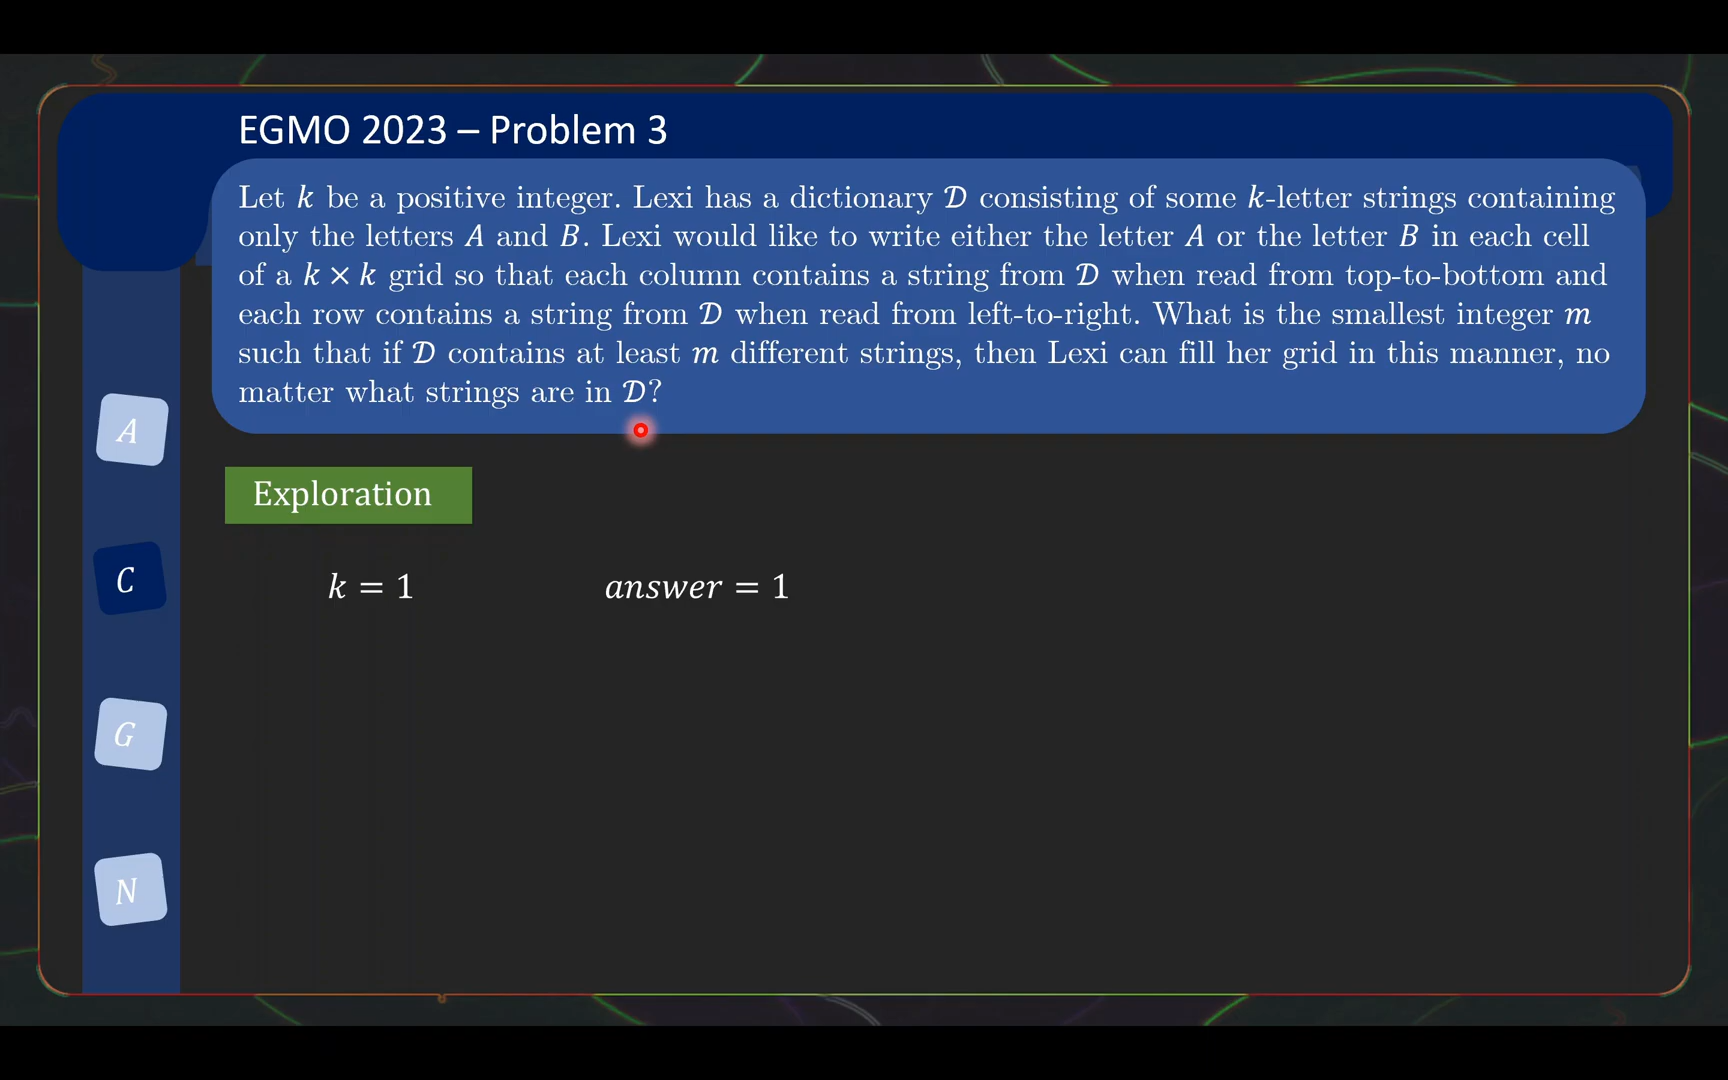 EGMO 2023 – Problem 3
Let k be a positive integer. Lexi has a dictionary 𝒟 consisting of some k-letter strings containing
only the letters A and B. Lexi would like to write either the letter A or the letter B in each cell
of a k × k grid so that each column contains a string from 𝒟 when read from top-to-bottom and
each row contains a string from 𝒟 when read from left-to-right. What is the smallest integer m
such that if 𝒟 contains at least m different strings, then Lexi can fill her grid in this manner, no
matter what strings are in 𝒟?
A
Exploration
C
k = 1 answer = 1
G
N